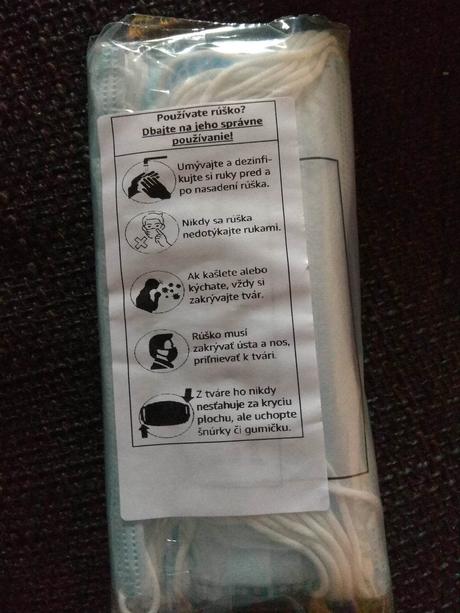 Používate rúško?
Dbajte na jeho správne
používanie!
Umývajte a dezinfi-
kujte si ruky pred a
po nasadení rúška.
Nikdy sa rúška
nedotýkajte rukami.
Ak kašlete alebo
kýchate, vždy si
zakrývajte tvár.
Rúško musí
zakrývať ústa a nos,
priľnievať k tvári.
Z tváre ho nikdy
nesťahuje za kryciu
plochu, ale uchopte
šnúrky či gumičku.